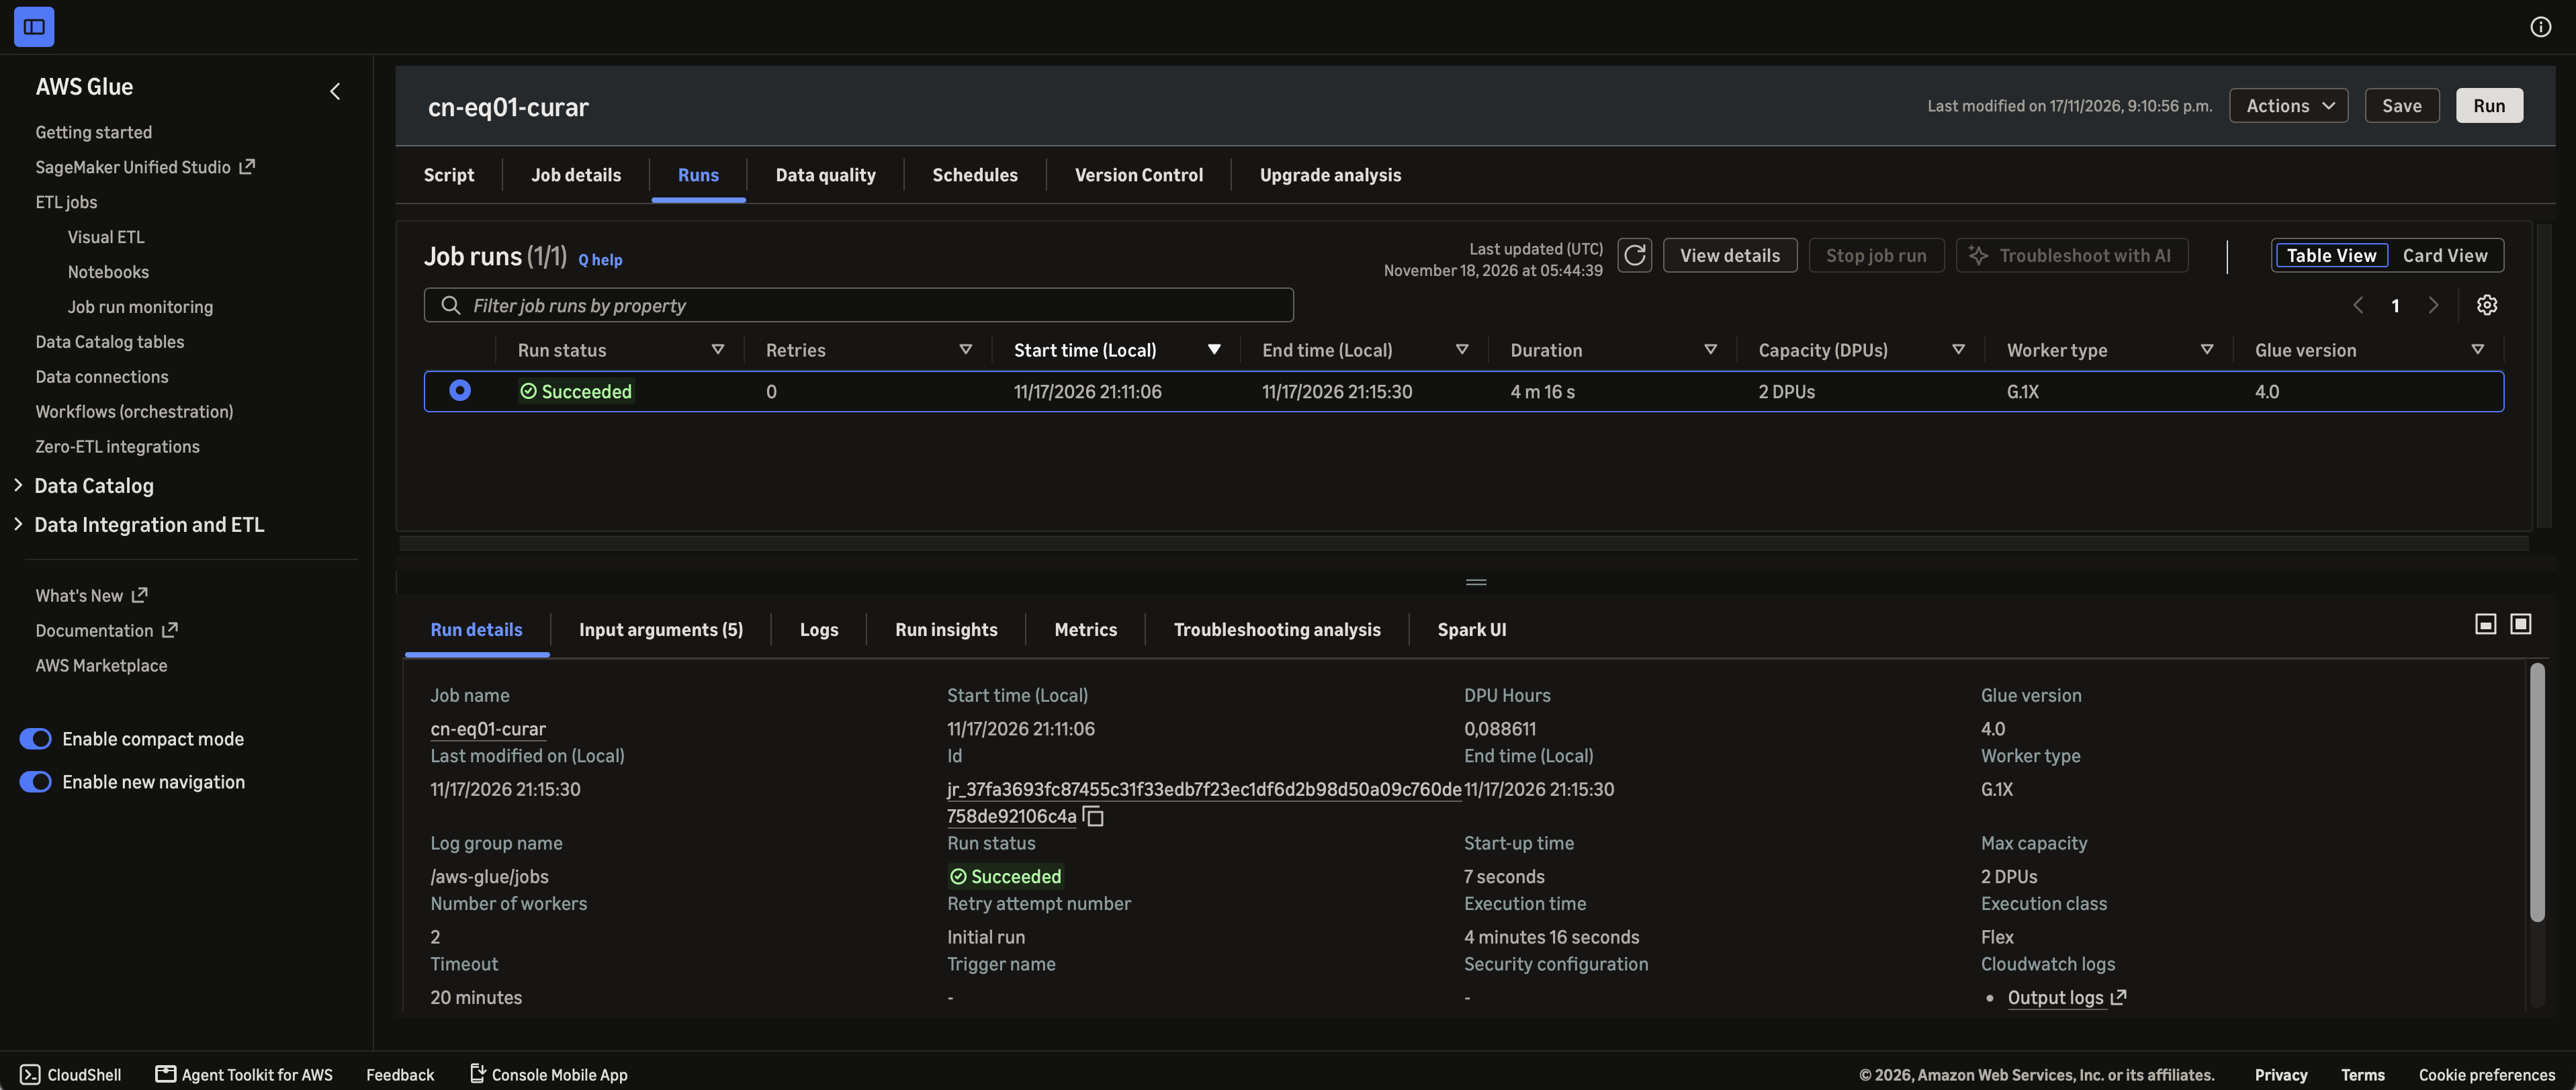 AWS Glue
Getting started
SageMaker Unified Studio
ETL jobs
Visual ETL
Notebooks
Job run monitoring
Data Catalog tables
Data connections
Workflows (orchestration)
Zero-ETL integrations
Data Catalog
Data Integration and ETL
What's New
Documentation
AWS Marketplace
Enable compact mode
Enable new navigation
cn-eq01-curar
Last modified on 17/11/2026, 9:10:56 p.m.
Actions
Save
Run
Script
Job details
Runs
Data quality
Schedules
Version Control
Upgrade analysis
Job runs (1/1) Q help
Last updated (UTC)
November 18, 2026 at 05:44:39
View details
Stop job run
Troubleshoot with AI
Table View
Card View
Filter job runs by property
1
Run status Retries Start time (Local) End time (Local) Duration Capacity (DPUs) Worker type Glue version
Succeeded 0 11/17/2026 21:11:06 11/17/2026 21:15:30 4 m 16 s 2 DPUs G.1X 4.0
Run details
Input arguments (5)
Logs
Run insights
Metrics
Troubleshooting analysis
Spark UI
Job name Start time (Local) DPU Hours Glue version
cn-eq01-curar 11/17/2026 21:11:06 0,088611 4.0
Last modified on (Local) Id End time (Local) Worker type
11/17/2026 21:15:30 jr_37fa3693fc87455c31f33edb7f23ec1df6d2b98d50a09c760de 11/17/2026 21:15:30 G.1X
758de92106c4a
Log group name Run status Start-up time Max capacity
/aws-glue/jobs Succeeded 7 seconds 2 DPUs
Number of workers Retry attempt number Execution time Execution class
2 Initial run 4 minutes 16 seconds Flex
Timeout Trigger name Security configuration Cloudwatch logs
20 minutes - - • Output logs
CloudShell
Agent Toolkit for AWS
Feedback
Console Mobile App
© 2026, Amazon Web Services, Inc. or its affiliates.
Privacy
Terms
Cookie preferences